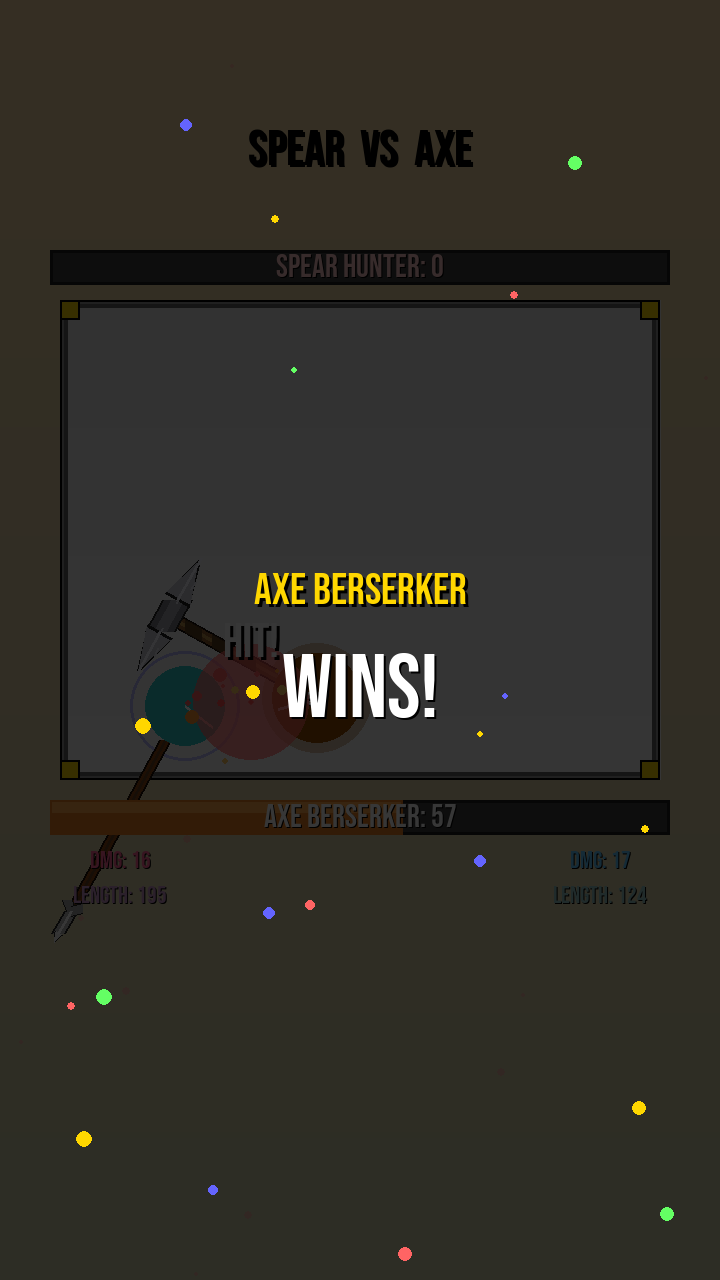 SPEAR VS AXE
SPEAR HUNTER: 0
AXE BERSERKER
HIT!
WINS!
AXE BERSERKER: 57
DMG: 16
DMG: 17
LENGTH: 195
LENGTH: 124